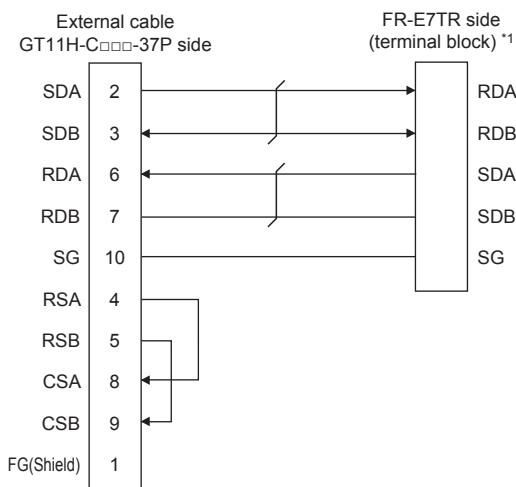 External cable
GT11H-C□□□-37P side
FR-E7TR side
(terminal block) *1
SDA 2 RDA
SDB 3 RDB
RDA 6 SDA
RDB 7 SDB
SG 10 SG
RSA 4
RSB 5
CSA 8
CSB 9
FG(Shield) 1